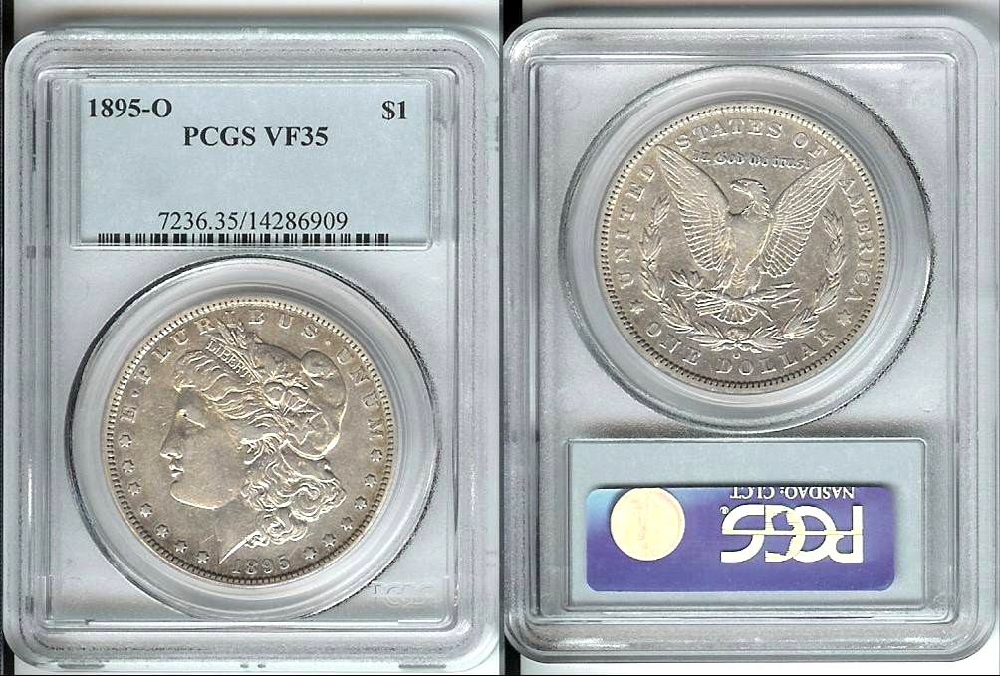 1895-O $1
PCGS VF35
7236.35/14286909
E·PLURIBUS·UNUM
LIBERTY
1895
UNITED STATES OF AMERICA
In God We trust
O
ONE DOLLAR
NASDAQ: CLCT
PCGS®